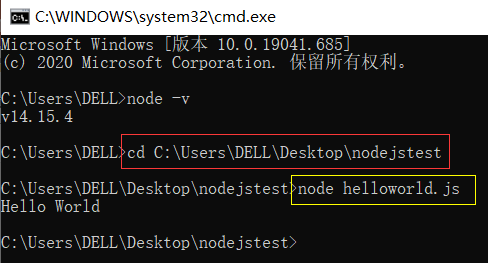 C:\WINDOWS\system32\cmd.exe
Microsoft Windows [版本 10.0.19041.685]
(c) 2020 Microsoft Corporation. 保留所有权利。
C:\Users\DELL>node -v
v14.15.4
C:\Users\DELL>cd C:\Users\DELL\Desktop\nodejstest
C:\Users\DELL\Desktop\nodejstest>node helloworld.js
Hello World
C:\Users\DELL\Desktop\nodejstest>